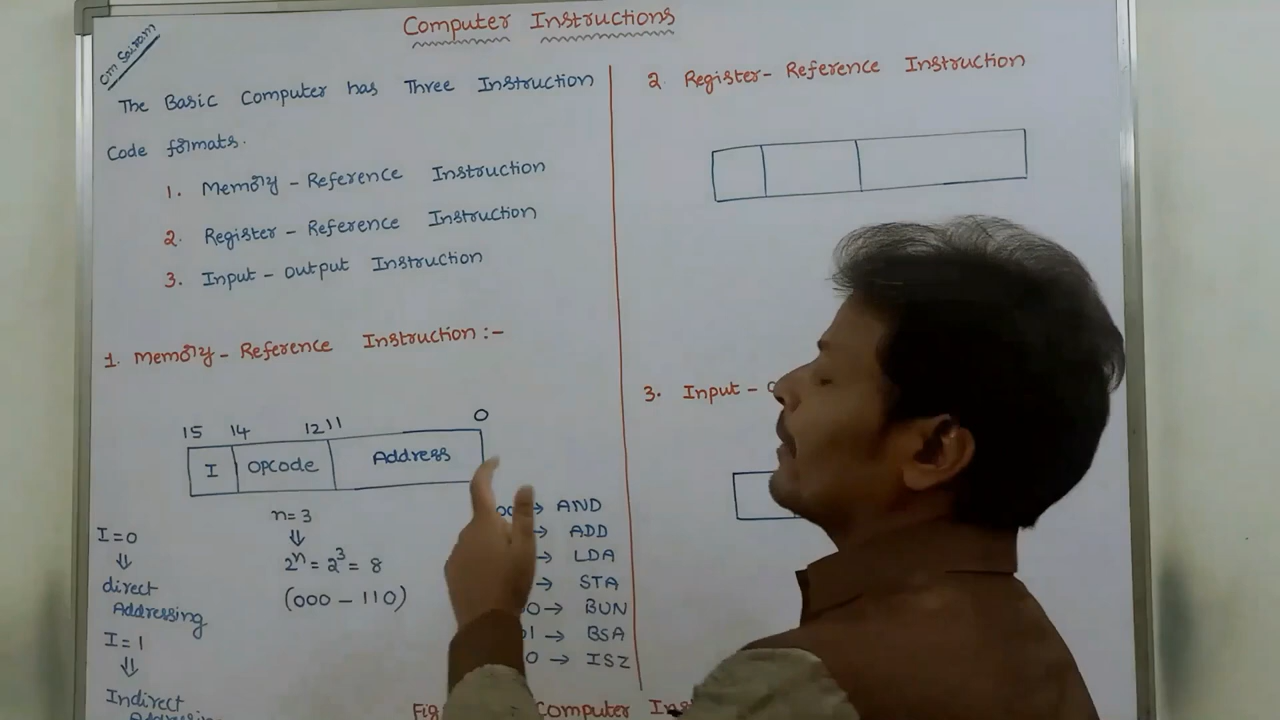 Om Sairam
Computer Instructions
The Basic Computer has Three Instruction
Code formats.
1. Memory - Reference Instruction
2. Register - Reference Instruction
3. Input - output Instruction
1. Memory - Reference Instruction :-
15 14 12 11 0
I Opcode Address
n=3
⇓
2^n = 2^3 = 8
(000 - 110)
I=0
⇓
direct
Addressing
I=1
⇓
Indirect
Addressing
→ AND
→ ADD
→ LDA
→ STA
0 → BUN
1 → BSA
0 → ISZ
Fig
Computer Ins
2. Register - Reference Instruction
3. Input -